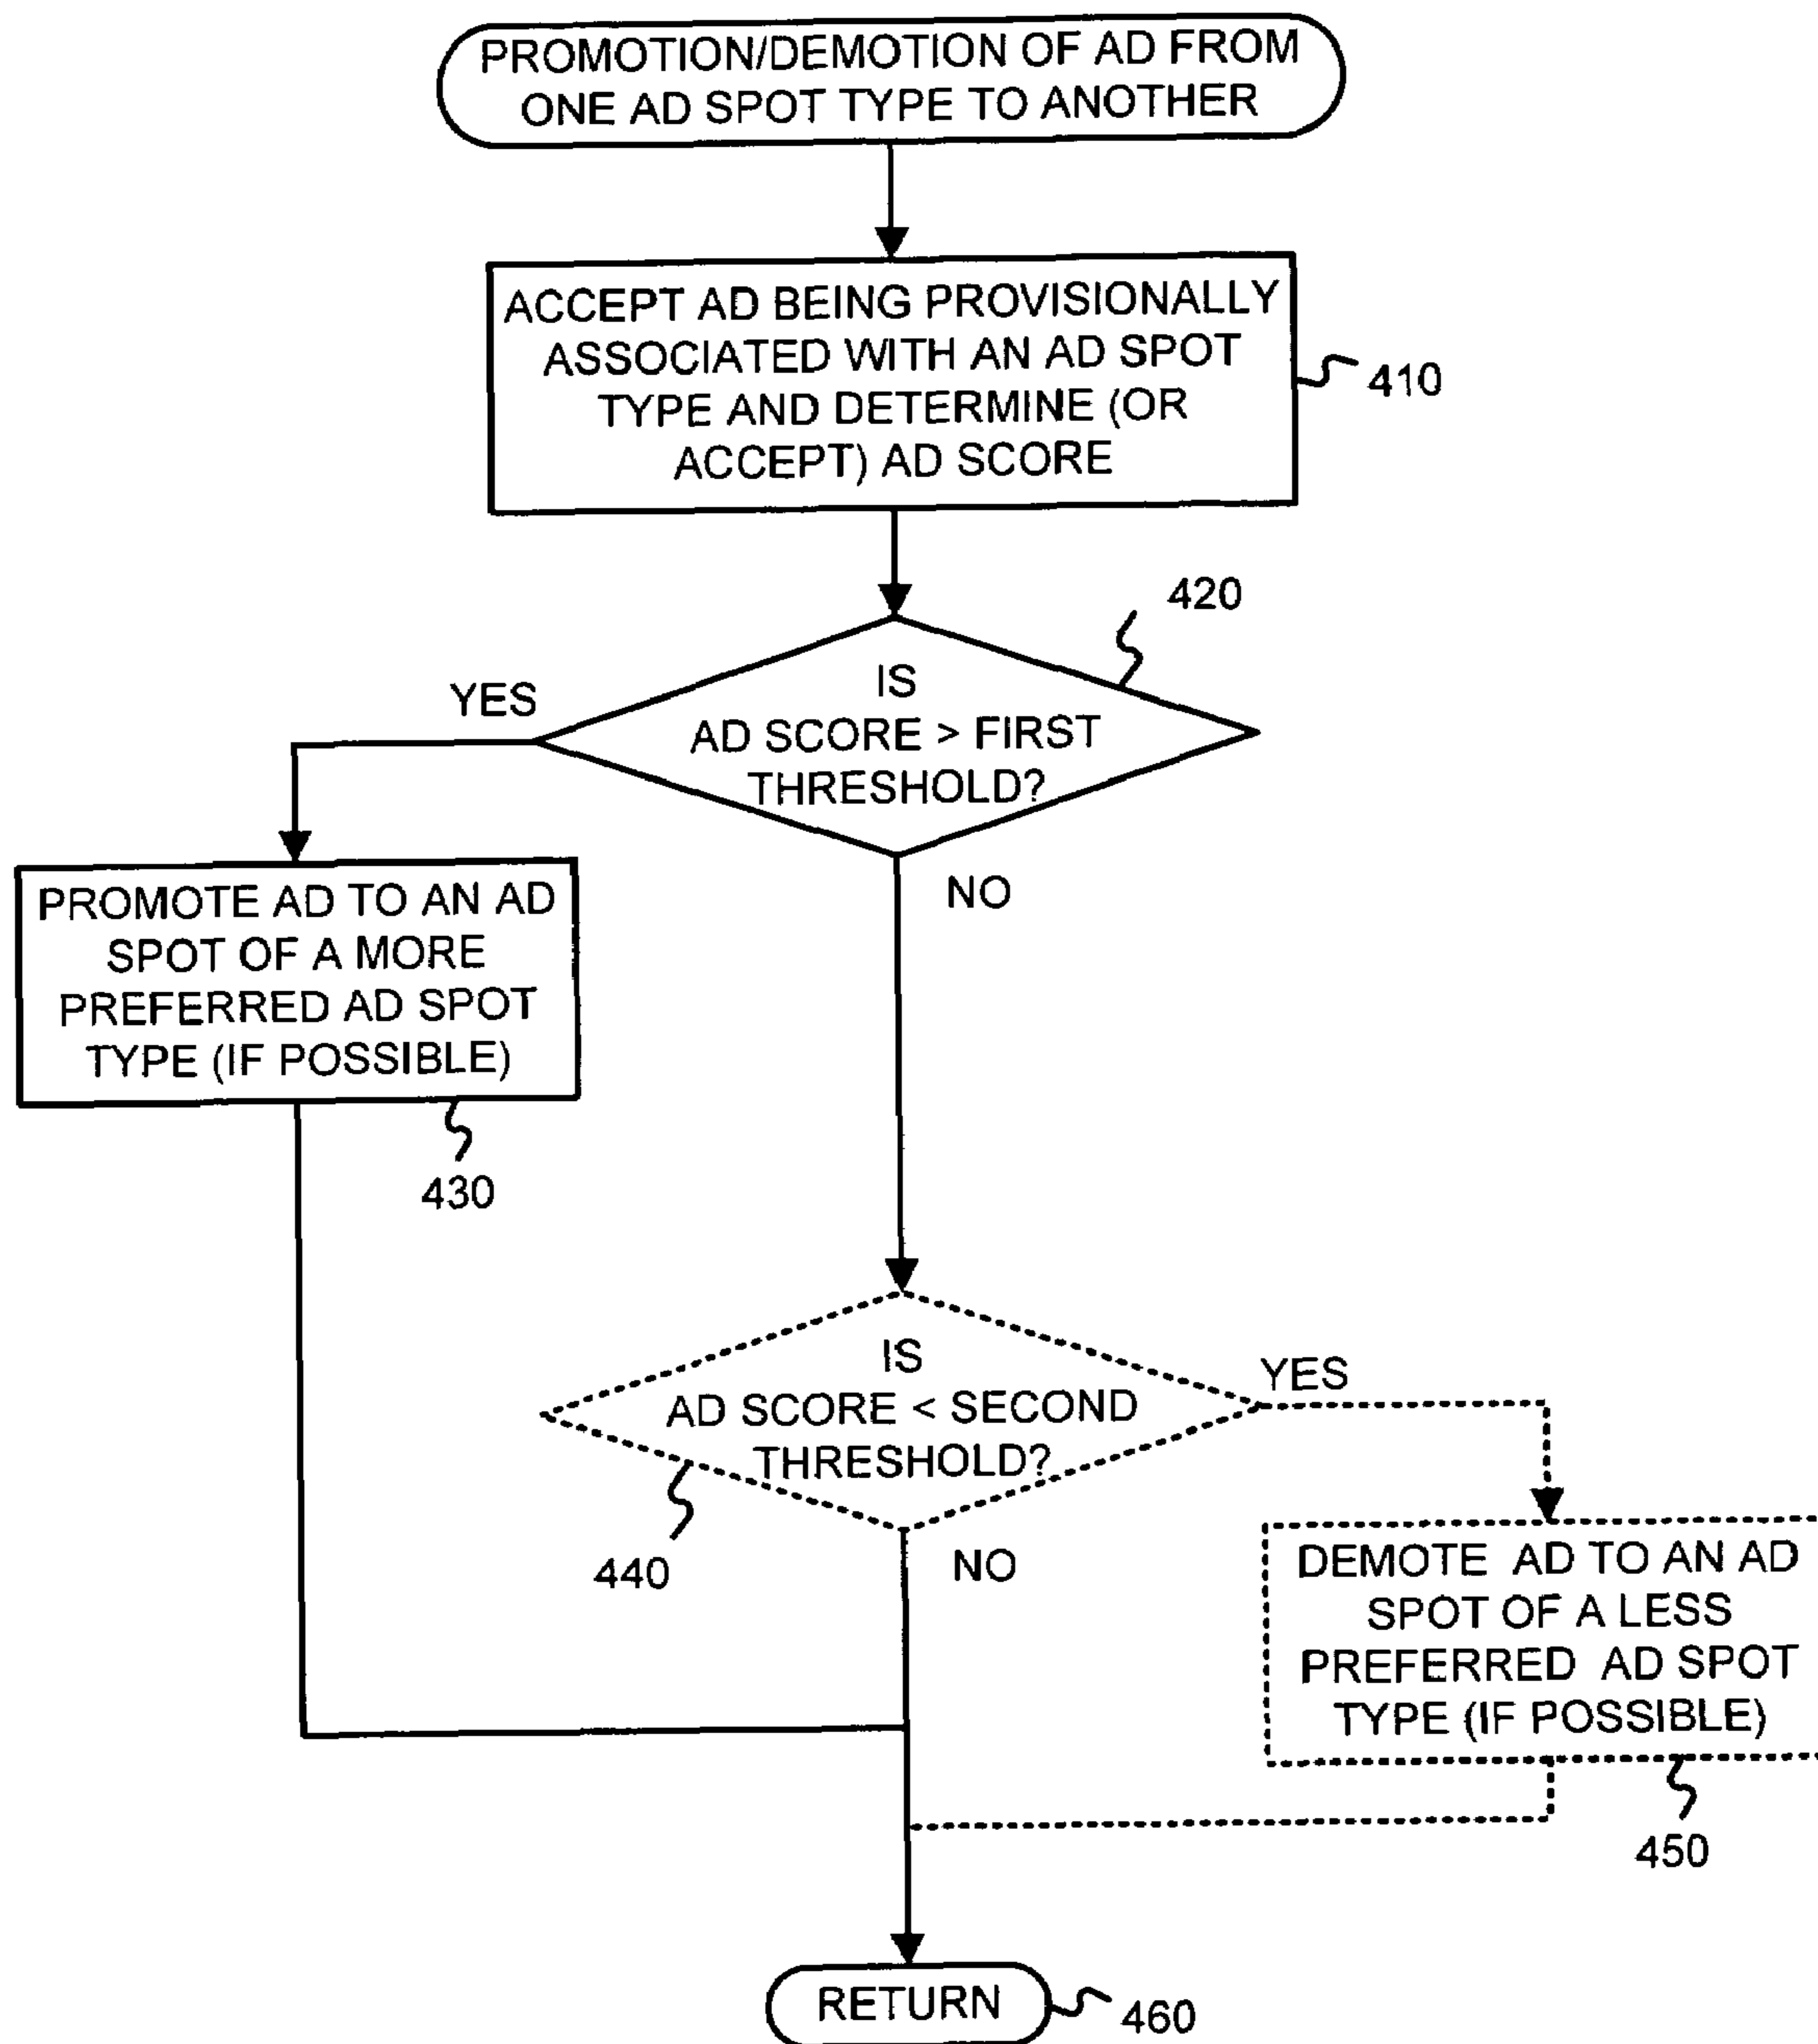 PROMOTION/DEMOTION OF AD FROM
ONE AD SPOT TYPE TO ANOTHER
ACCEPT AD BEING PROVISIONALLY
ASSOCIATED WITH AN AD SPOT
TYPE AND DETERMINE (OR
ACCEPT) AD SCORE
410
420
IS
AD SCORE > FIRST
THRESHOLD?
YES
NO
PROMOTE AD TO AN AD
SPOT OF A MORE
PREFERRED AD SPOT
TYPE (IF POSSIBLE)
430
IS
AD SCORE < SECOND
THRESHOLD?
YES
440
NO
DEMOTE AD TO AN AD
SPOT OF A LESS
PREFERRED AD SPOT
TYPE (IF POSSIBLE)
450
RETURN
460